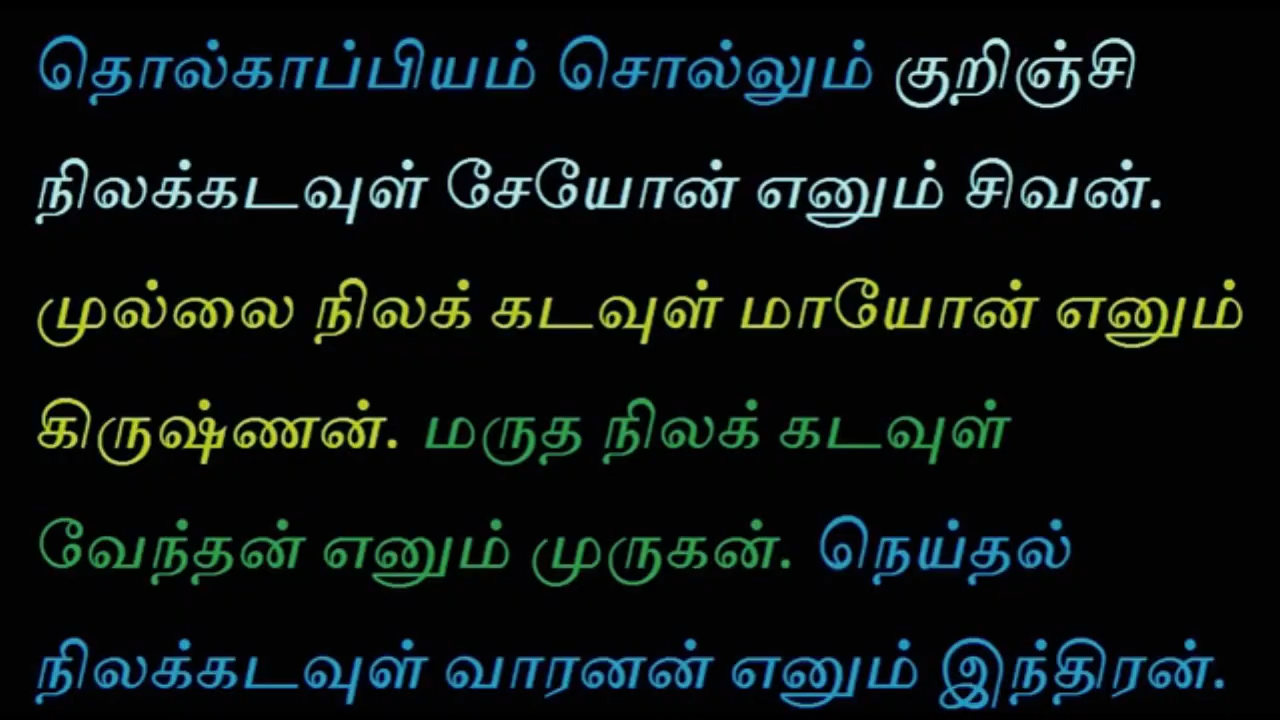 தொல்காப்பியம் சொல்லும் குறிஞ்சி
நிலக்கடவுள் சேயோன் எனும் சிவன்.
முல்லை நிலக் கடவுள் மாயோன் எனும்
கிருஷ்ணன். மருத நிலக் கடவுள்
வேந்தன் எனும் முருகன். நெய்தல்
நிலக்கடவுள் வாரனன் எனும் இந்திரன்.